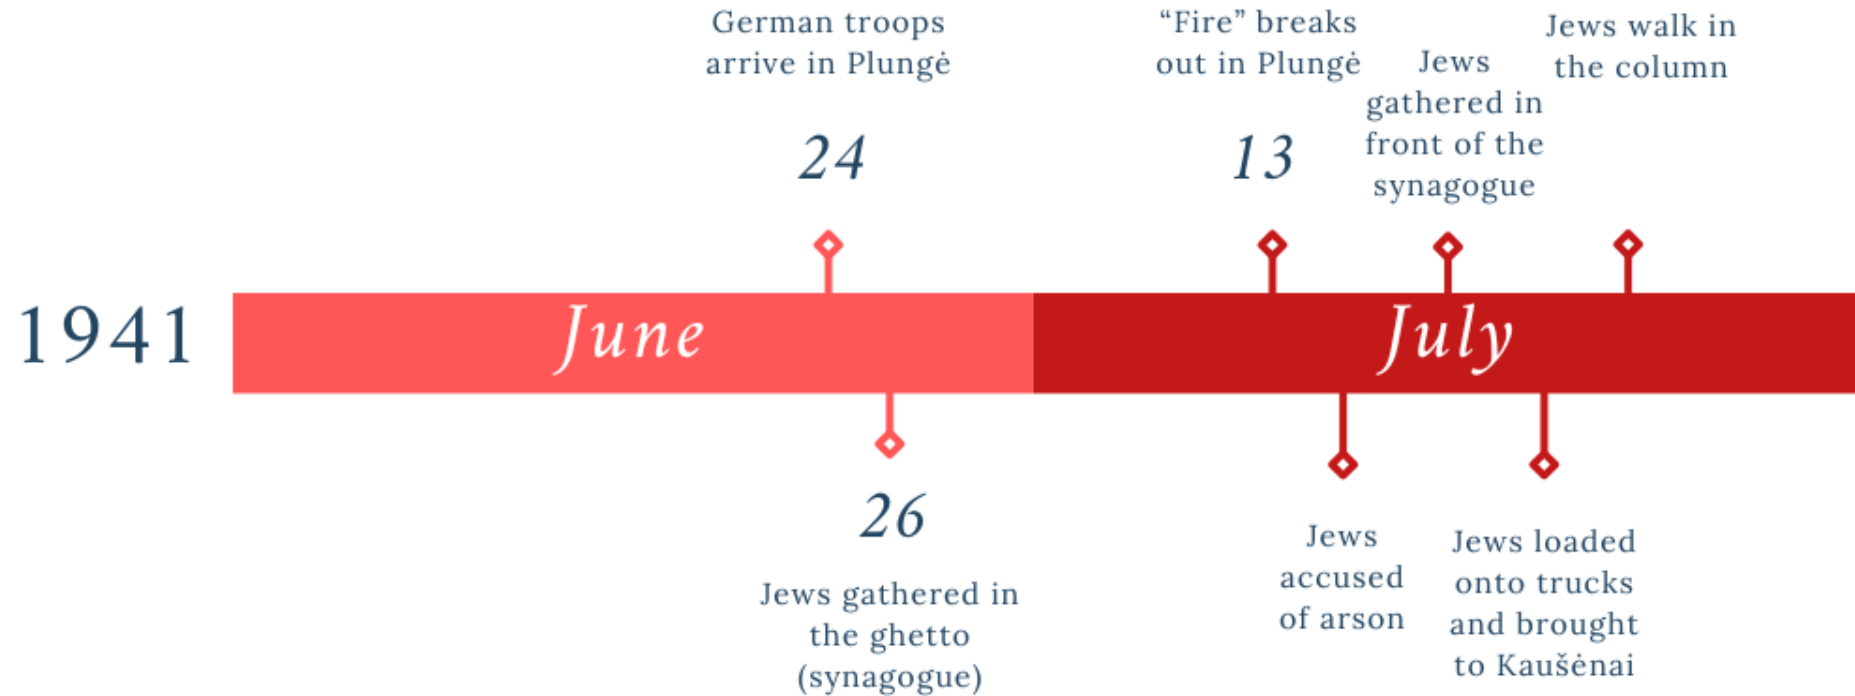 German troops
arrive in Plungė
24
“Fire” breaks
out in Plungė
13
Jews
gathered in
front of the
synagogue
Jews walk in
the column
1941
June
July
26
Jews gathered in
the ghetto
(synagogue)
Jews
accused
of arson
Jews loaded
onto trucks
and brought
to Kaušėnai